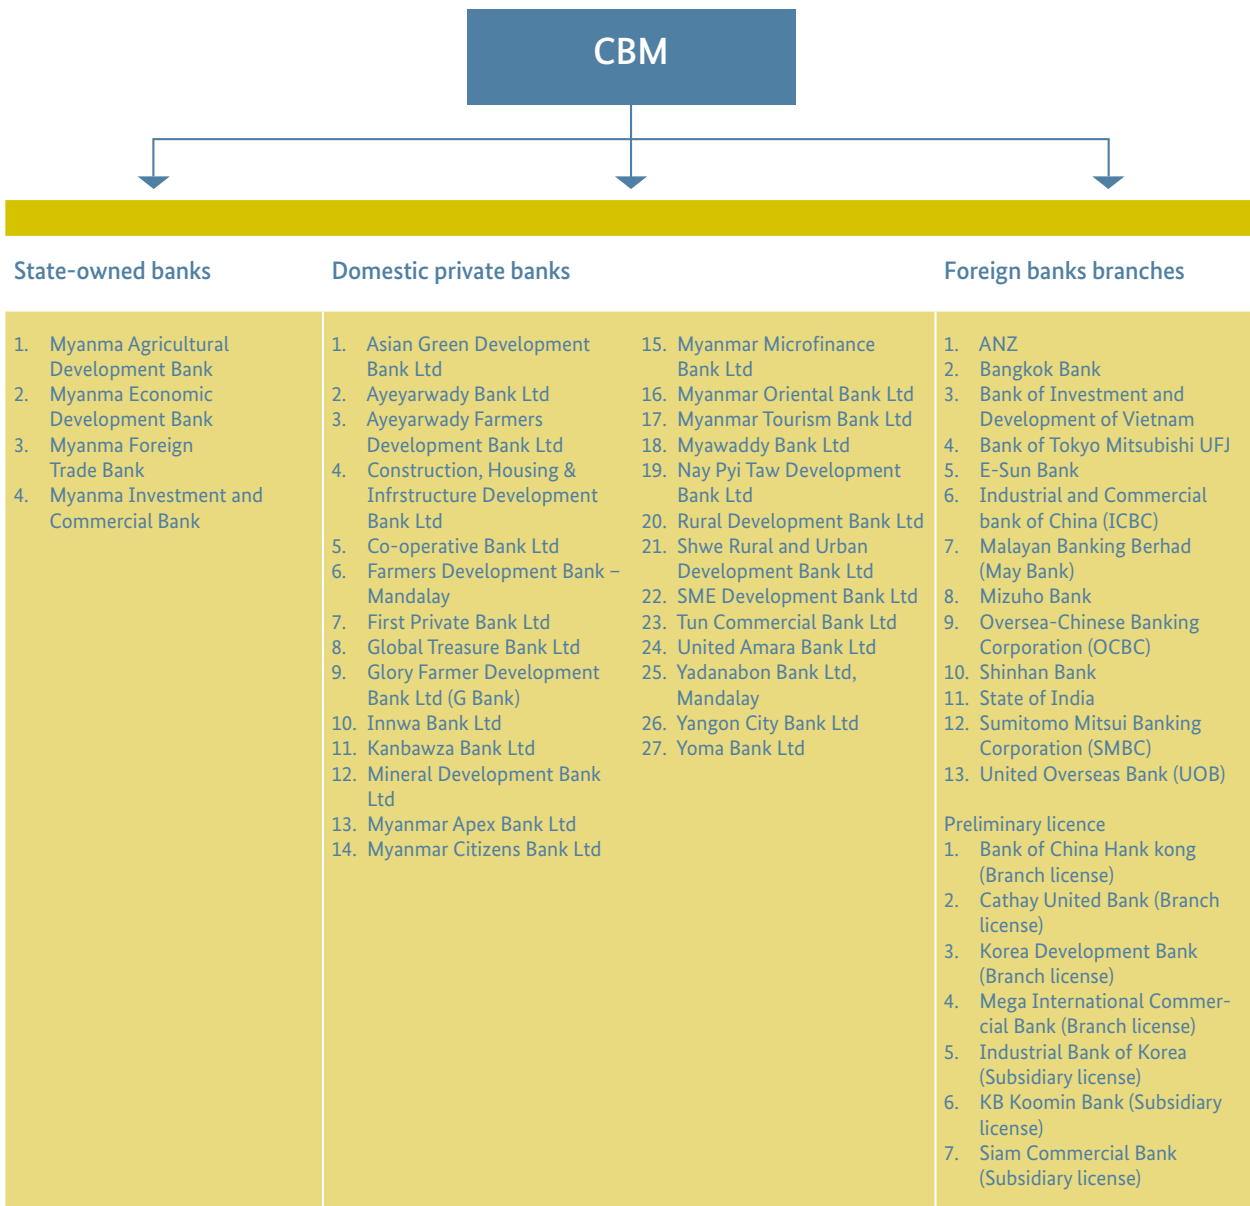 CBM
State-owned banks
1. Myanma Agricultural
Development Bank
2. Myanma Economic
Development Bank
3. Myanma Foreign
Trade Bank
4. Myanma Investment and
Commercial Bank
Domestic private banks
1. Asian Green Development
Bank Ltd
2. Ayeyarwady Bank Ltd
3. Ayeyarwady Farmers
Development Bank Ltd
4. Construction, Housing &
Infrstructure Development
Bank Ltd
5. Co-operative Bank Ltd
6. Farmers Development Bank –
Mandalay
7. First Private Bank Ltd
8. Global Treasure Bank Ltd
9. Glory Farmer Development
Bank Ltd (G Bank)
10. Innwa Bank Ltd
11. Kanbawza Bank Ltd
12. Mineral Development Bank
Ltd
13. Myanmar Apex Bank Ltd
14. Myanmar Citizens Bank Ltd
15. Myanmar Microfinance
Bank Ltd
16. Myanmar Oriental Bank Ltd
17. Myanmar Tourism Bank Ltd
18. Myawaddy Bank Ltd
19. Nay Pyi Taw Development
Bank Ltd
20. Rural Development Bank Ltd
21. Shwe Rural and Urban
Development Bank Ltd
22. SME Development Bank Ltd
23. Tun Commercial Bank Ltd
24. United Amara Bank Ltd
25. Yadanabon Bank Ltd,
Mandalay
26. Yangon City Bank Ltd
27. Yoma Bank Ltd
Foreign banks branches
1. ANZ
2. Bangkok Bank
3. Bank of Investment and
Development of Vietnam
4. Bank of Tokyo Mitsubishi UFJ
5. E-Sun Bank
6. Industrial and Commercial
bank of China (ICBC)
7. Malayan Banking Berhad
(May Bank)
8. Mizuho Bank
9. Oversea-Chinese Banking
Corporation (OCBC)
10. Shinhan Bank
11. State of India
12. Sumitomo Mitsui Banking
Corporation (SMBC)
13. United Overseas Bank (UOB)
Preliminary licence
1. Bank of China Hank kong
(Branch license)
2. Cathay United Bank (Branch
license)
3. Korea Development Bank
(Branch license)
4. Mega International Commer-
cial Bank (Branch license)
5. Industrial Bank of Korea
(Subsidiary license)
6. KB Koomin Bank (Subsidiary
license)
7. Siam Commercial Bank
(Subsidiary license)